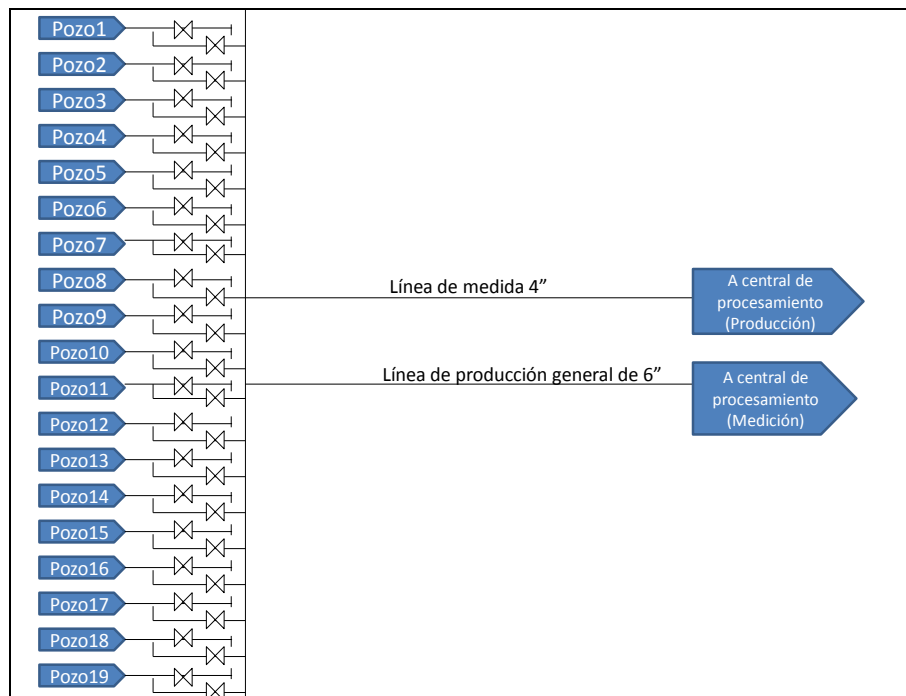 Pozo1
Pozo2
Pozo3
Pozo4
Pozo5
Pozo6
Pozo7
Pozo8
Pozo9
Pozo10
Pozo11
Pozo12
Pozo13
Pozo14
Pozo15
Pozo16
Pozo17
Pozo18
Pozo19
Línea de medida 4”
A central de
procesamiento
(Producción)
Línea de producción general de 6”
A central de
procesamiento
(Medición)